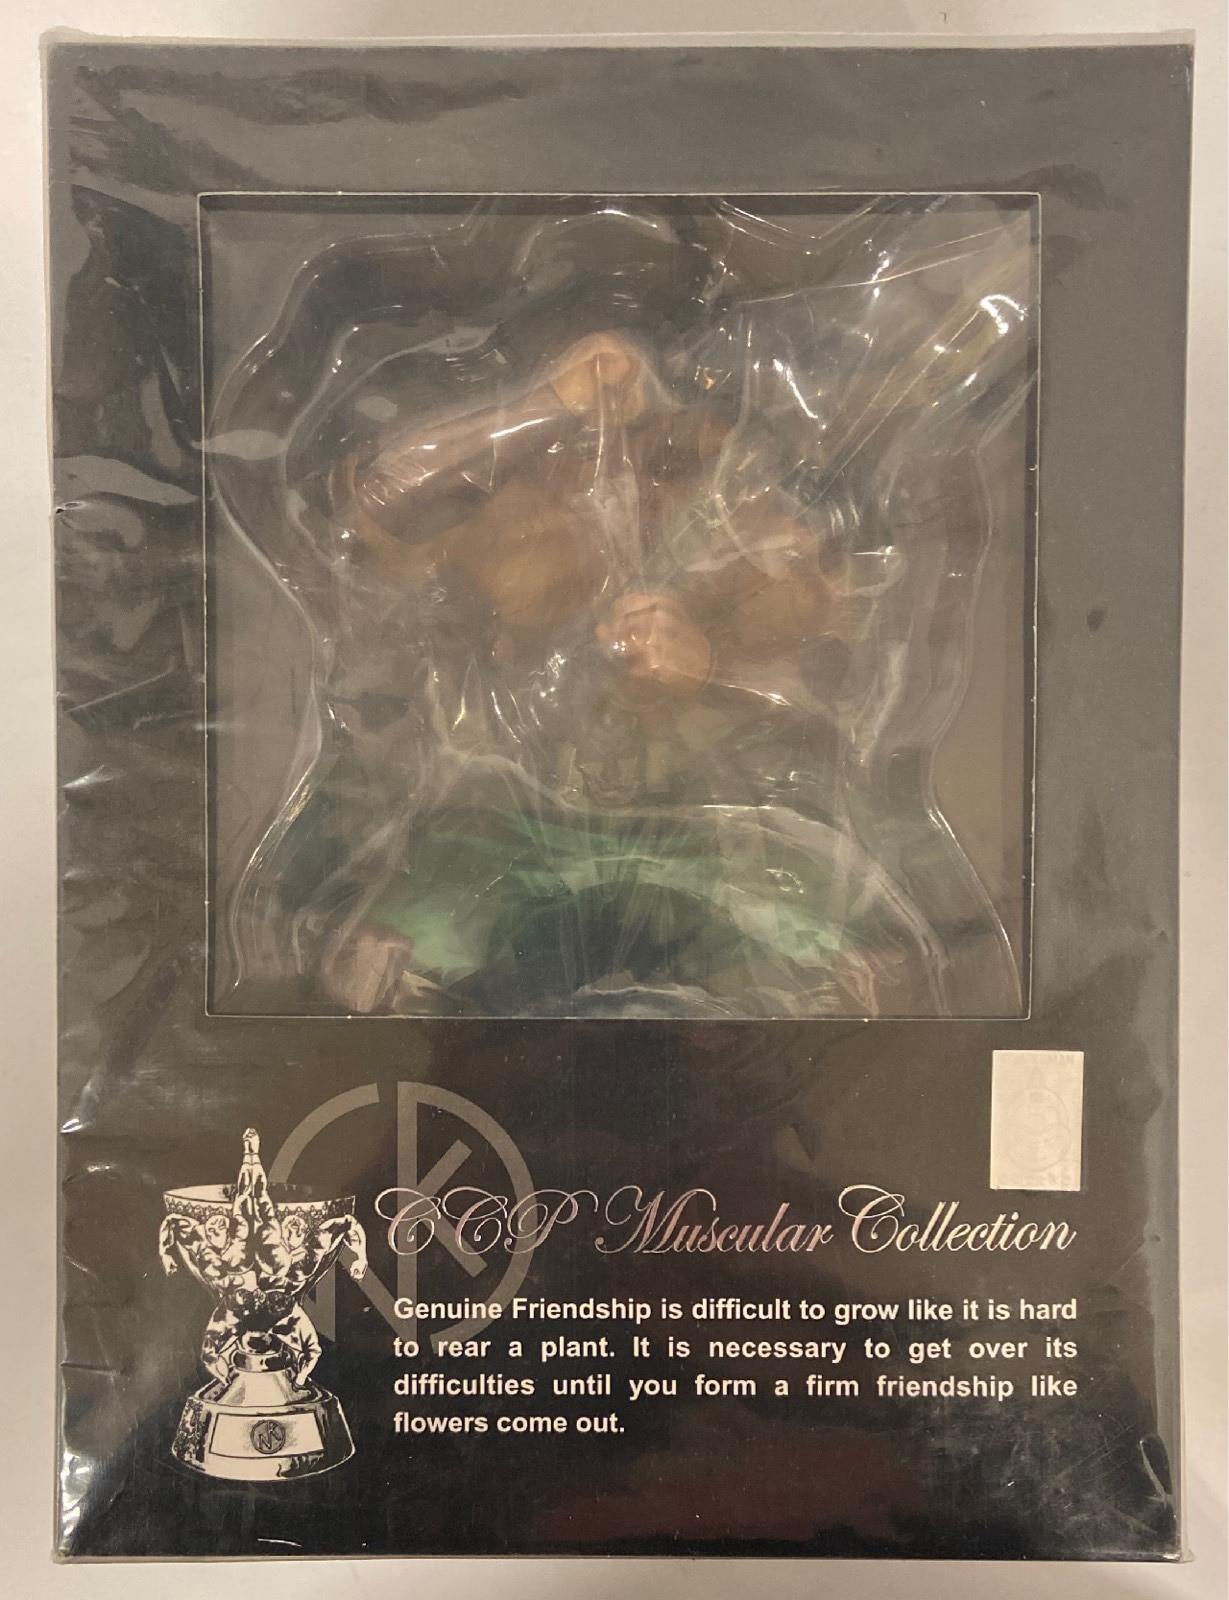 CCP Muscular Collection
Genuine Friendship is difficult to grow like it is hard
to rear a plant. It is necessary to get over its
difficulties until you form a firm friendship like
flowers come out.